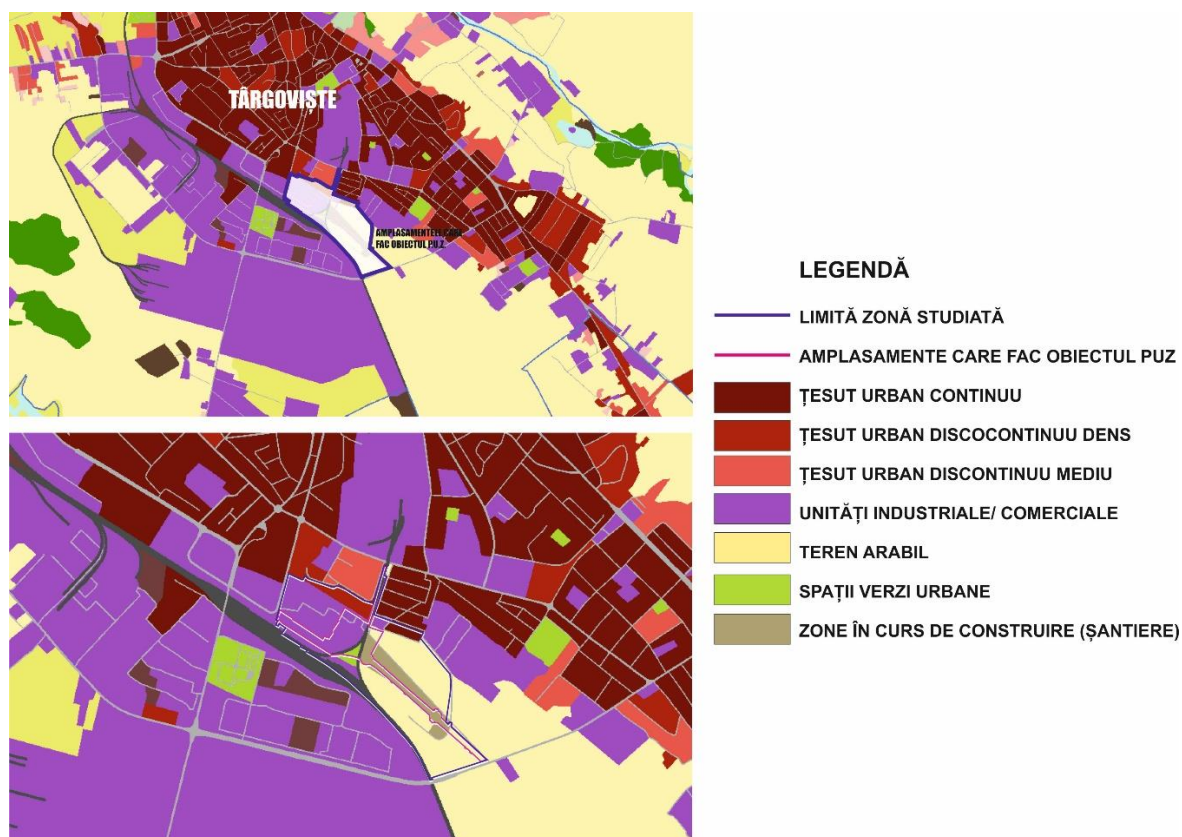 TÂRGOVIȘTE
AMPLASAMENTEL CARE
FAC OBIECTUL P.U.Z.
LEGENDĂ
LIMITĂ ZONĂ STUDIATĂ
AMPLASAMENTE CARE FAC OBIECTUL PUZ
ȚESUT URBAN CONTINUU
ȚESUT URBAN DISCOCONTINUU DENS
ȚESUT URBAN DISCONTINUU MEDIU
UNITĂȚI INDUSTRIALE/ COMERCIALE
TEREN ARABIL
SPAȚII VERZI URBANE
ZONE ÎN CURS DE CONSTRUIRE (ȘANTIERE)